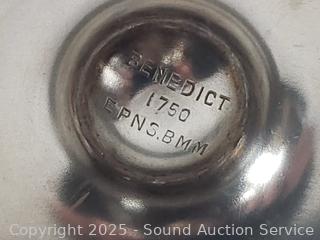 BENEDICT
1750
E.P.N.S.B.M.M
Copyright 2025 - Sound Auction Service